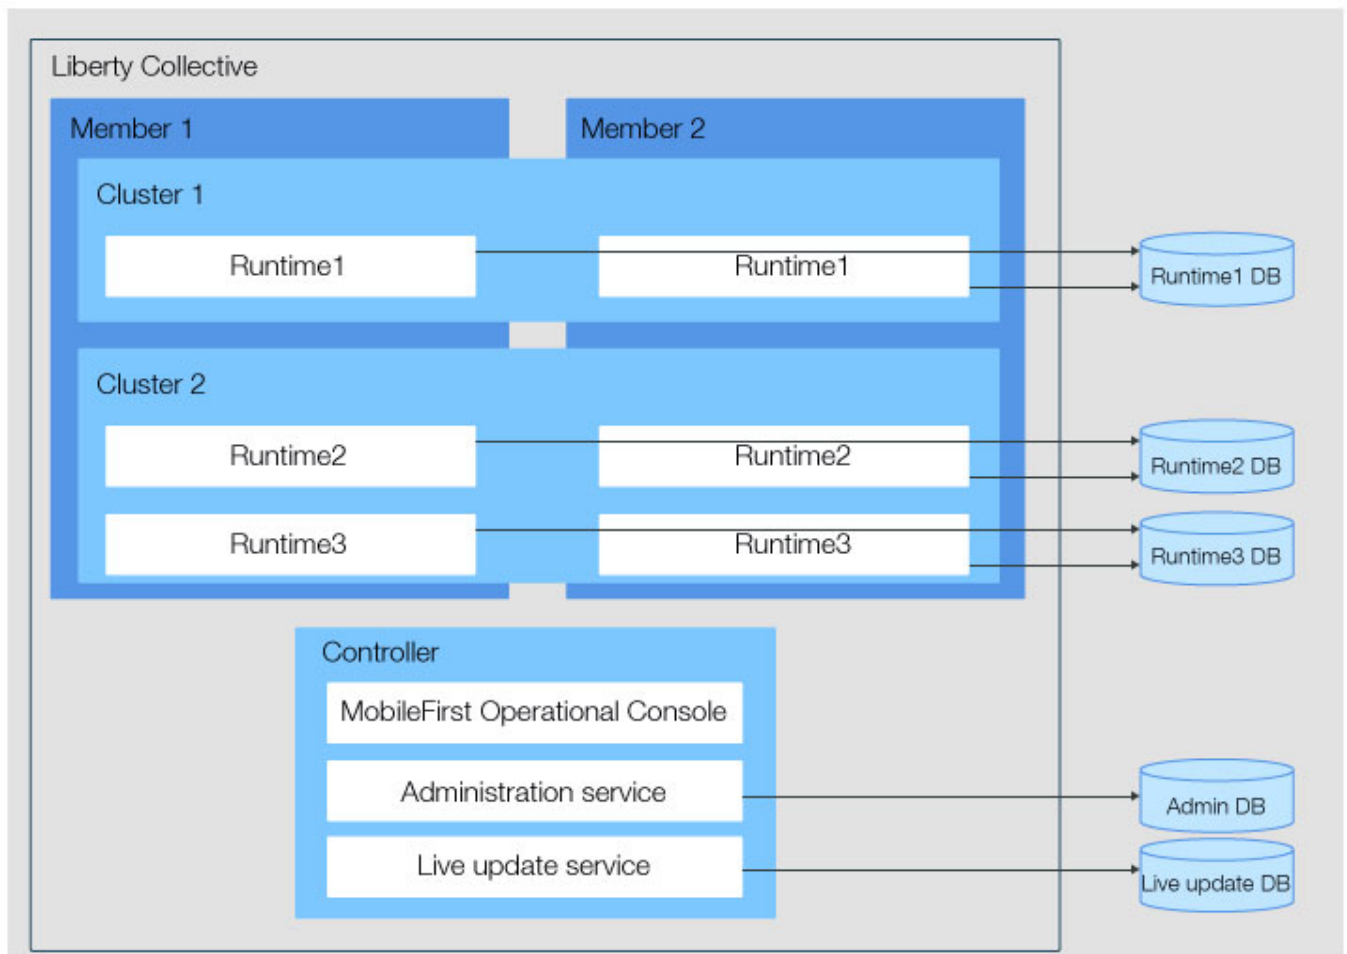 Liberty Collective
Member 1
Member 2
Cluster 1
Runtime1
Runtime1
Runtime1 DB
Cluster 2
Runtime2
Runtime2
Runtime2 DB
Runtime3
Runtime3
Runtime3 DB
Controller
MobileFirst Operational Console
Administration service
Admin DB
Live update service
Live update DB